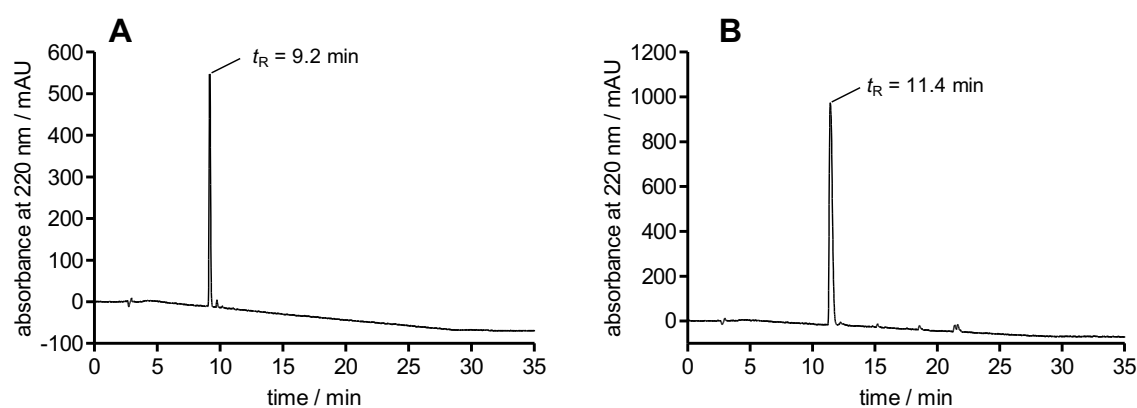 A
absorbance at 220 nm / mAU
600
500
400
300
200
100
0
-100
tR = 9.2 min
0 5 10 15 20 25 30 35
time / min
B
absorbance at 220 nm / mAU
1200
1000
800
600
400
200
0
tR = 11.4 min
0 5 10 15 20 25 30 35
time / min